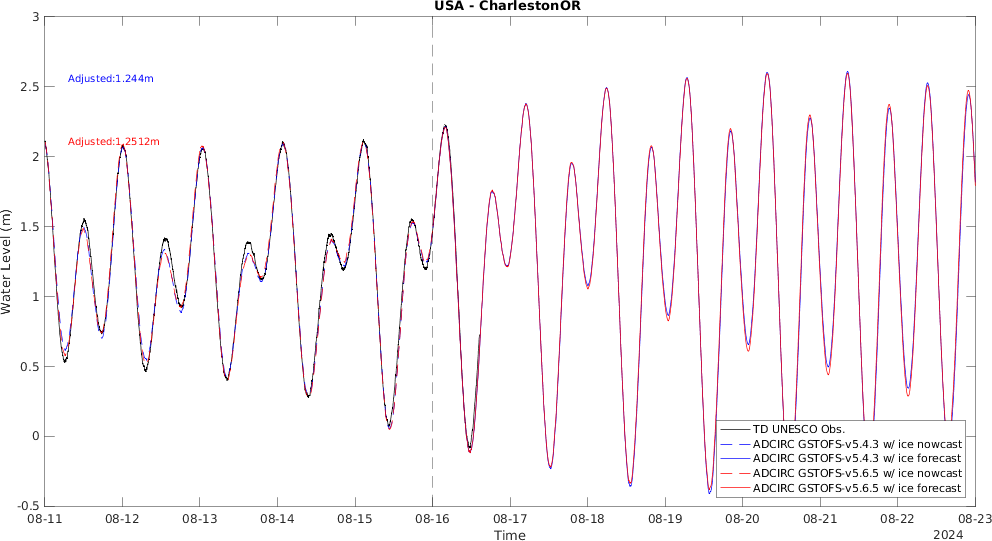 USA - CharlestonOR
3
2.5
2
1.5
1
0.5
0
-0.5
Water Level (m)
Adjusted:1.244m
Adjusted:1.2512m
TD UNESCO Obs.
ADCIRC GSTOFS-v5.4.3 w/ ice nowcast
ADCIRC GSTOFS-v5.4.3 w/ ice forecast
ADCIRC GSTOFS-v5.6.5 w/ ice nowcast
ADCIRC GSTOFS-v5.6.5 w/ ice forecast
08-11 08-12 08-13 08-14 08-15 08-16 08-17 08-18 08-19 08-20 08-21 08-22 08-23
Time
2024